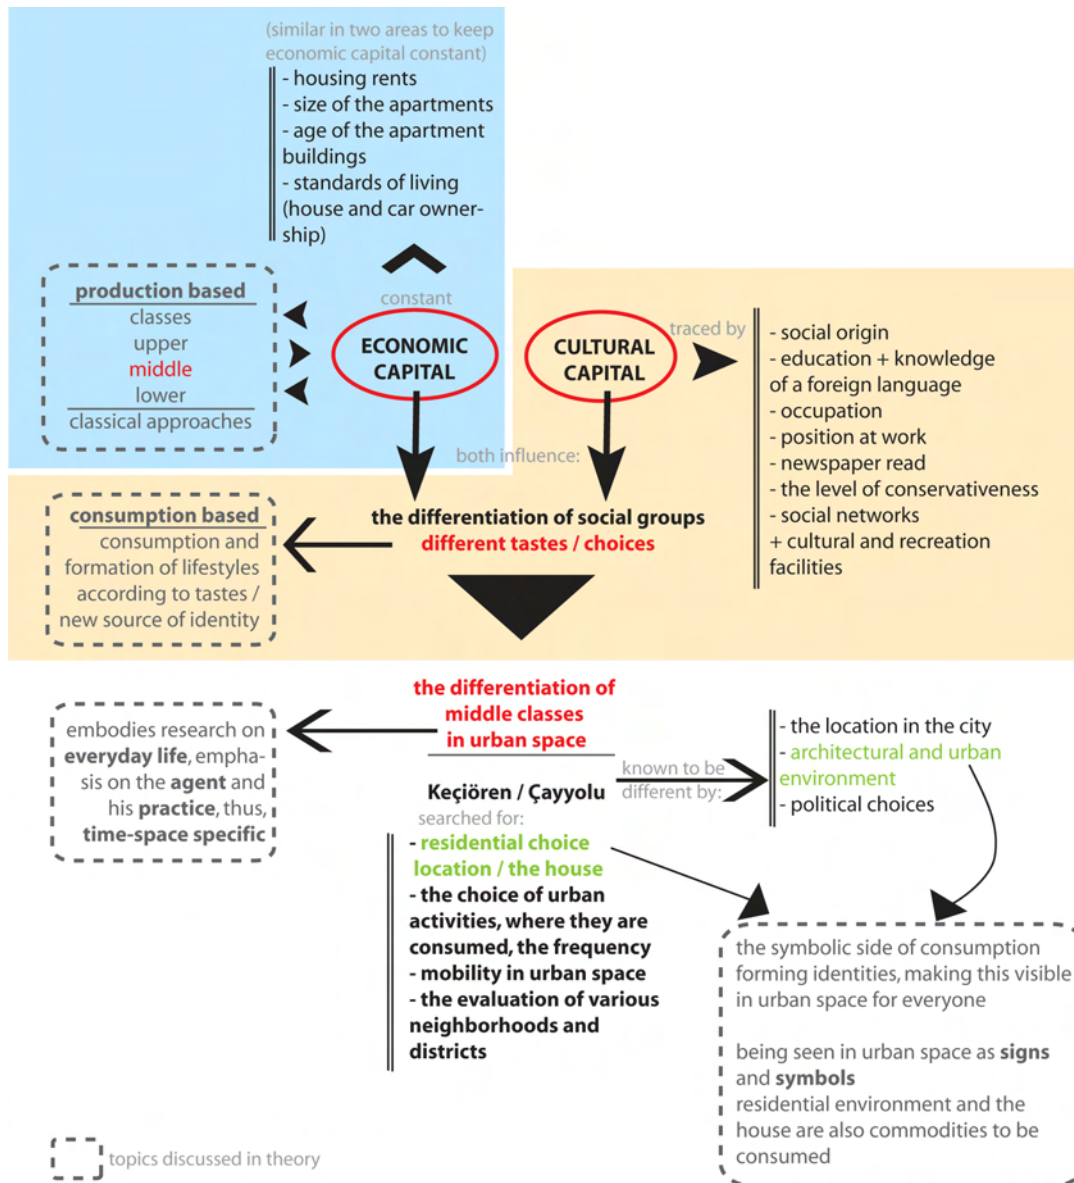 (similar in two areas to keep
economic capital constant)
- housing rents
- size of the apartments
- age of the apartment
buildings
- standards of living
(house and car owner-
ship)
production based
classes
upper
middle
lower
classical approaches
constant
ECONOMIC
CAPITAL
CULTURAL
CAPITAL
traced by
- social origin
- education + knowledge
of a foreign language
- occupation
- position at work
- newspaper read
- the level of conservativeness
- social networks
+ cultural and recreation
facilities
both influence:
the differentiation of social groups
different tastes / choices
consumption based
consumption and
formation of lifestyles
according to tastes /
new source of identity
the differentiation of
middle classes
in urban space
embodies research on
everyday life, empha-
sis on the agent and
his practice, thus,
time-space specific
Keçiören / Çayyolu
known to be
different by:
- the location in the city
- architectural and urban
environment
- political choices
searched for:
- residential choice
location / the house
- the choice of urban
activities, where they are
consumed, the frequency
- mobility in urban space
- the evaluation of various
neighborhoods and
districts
the symbolic side of consumption
forming identities, making this visible
in urban space for everyone
being seen in urban space as signs
and symbols
residential environment and the
house are also commodities to be
consumed
topics discussed in theory